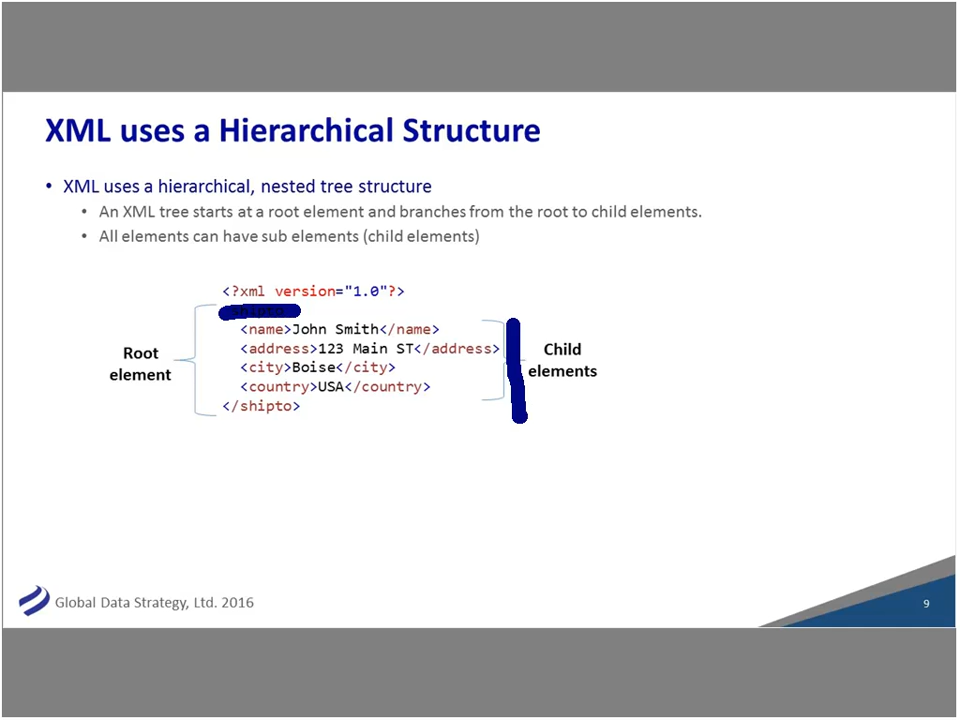 XML uses a Hierarchical Structure
• XML uses a hierarchical, nested tree structure
• An XML tree starts at a root element and branches from the root to child elements.
• All elements can have sub elements (child elements)
<?xml version="1.0"?>
<name>John Smith</name>
<address>123 Main ST</address>
<city>Boise</city>
<country>USA</country>
</shipto>
Root
element
Child
elements
Global Data Strategy, Ltd. 2016
9